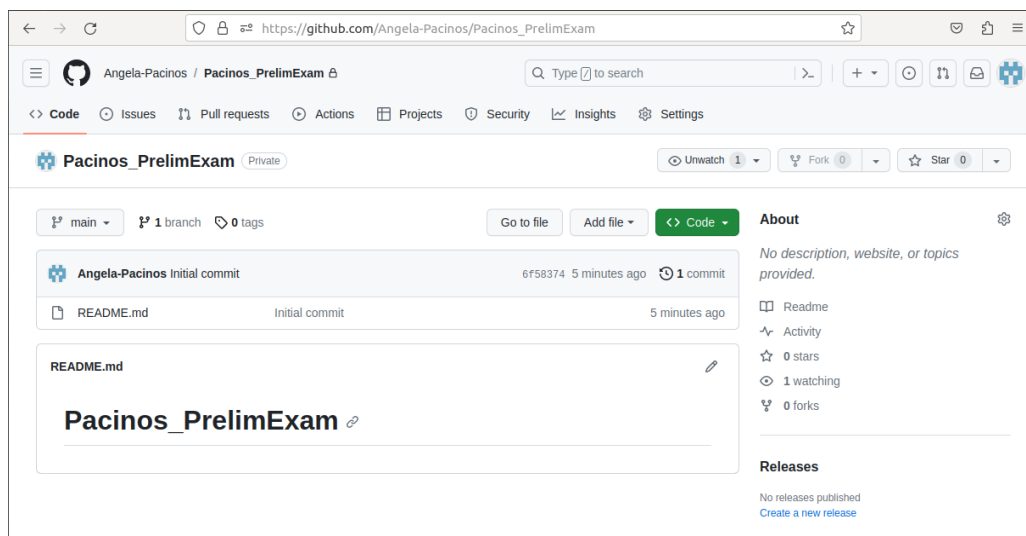 https://github.com/Angela-Pacinos/Pacinos_PrelimExam
Angela-Pacinos / Pacinos_PrelimExam
Type / to search
Code Issues Pull requests Actions Projects Insights Security Settings
Pacinos_PrelimExam Private
Unwatch 1 Fork 0 Star 0
main 1 branch 0 tags Go to file Add file Code
Angela-Pacinos Initial commit 6f58374 5 minutes ago 1 commit
README.md Initial commit 5 minutes ago
README.md
Pacinos_PrelimExam
About
No description, website, or topics
provided.
Readme
Activity
0 stars
1 watching
0 forks
Releases
No releases published
Create a new release